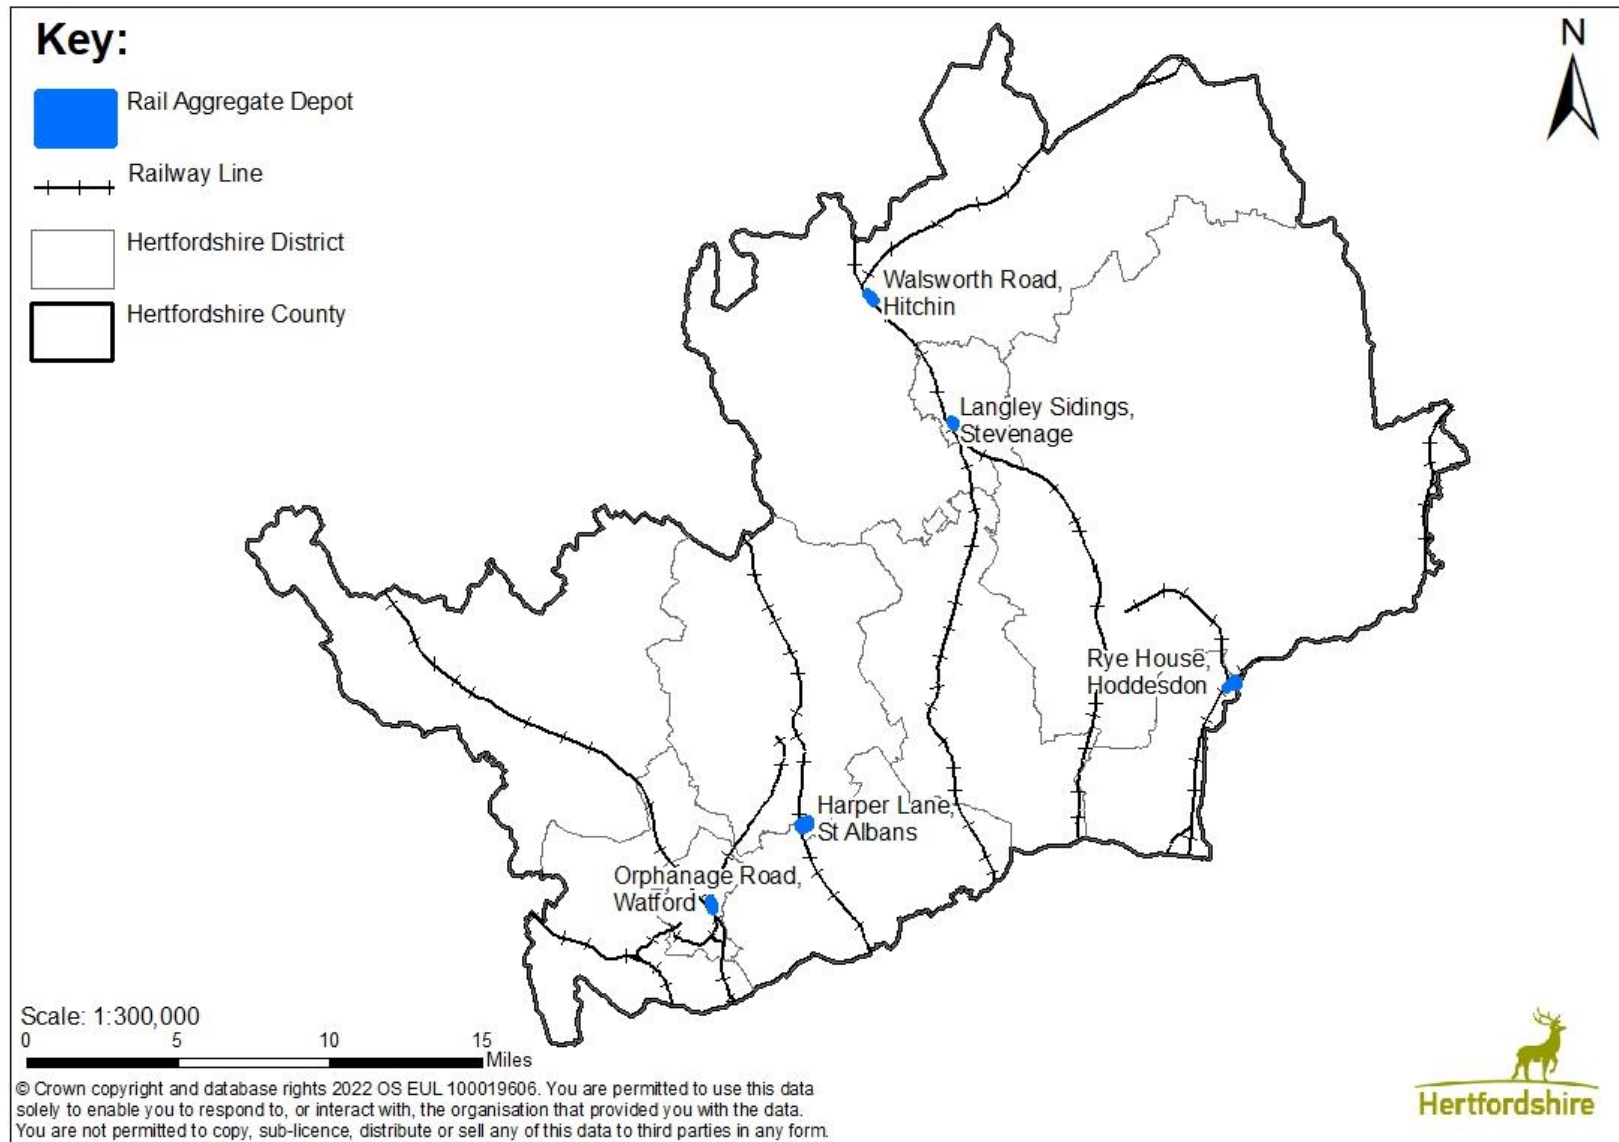 Key:
Rail Aggregate Depot
Railway Line
Hertfordshire District
Hertfordshire County
N
Walsworth Road,
Hitchin
Langley Sidings,
Stevenage
Rye House,
Hoddesdon
Harper Lane,
St Albans
Orphanage Road,
Watford
Scale: 1:300,000
0 5 10 15
Miles
© Crown copyright and database rights 2022 OS EUL 100019606. You are permitted to use this data
solely to enable you to respond to, or interact with, the organisation that provided you with the data.
You are not permitted to copy, sub-licence, distribute or sell any of this data to third parties in any form.
Hertfordshire